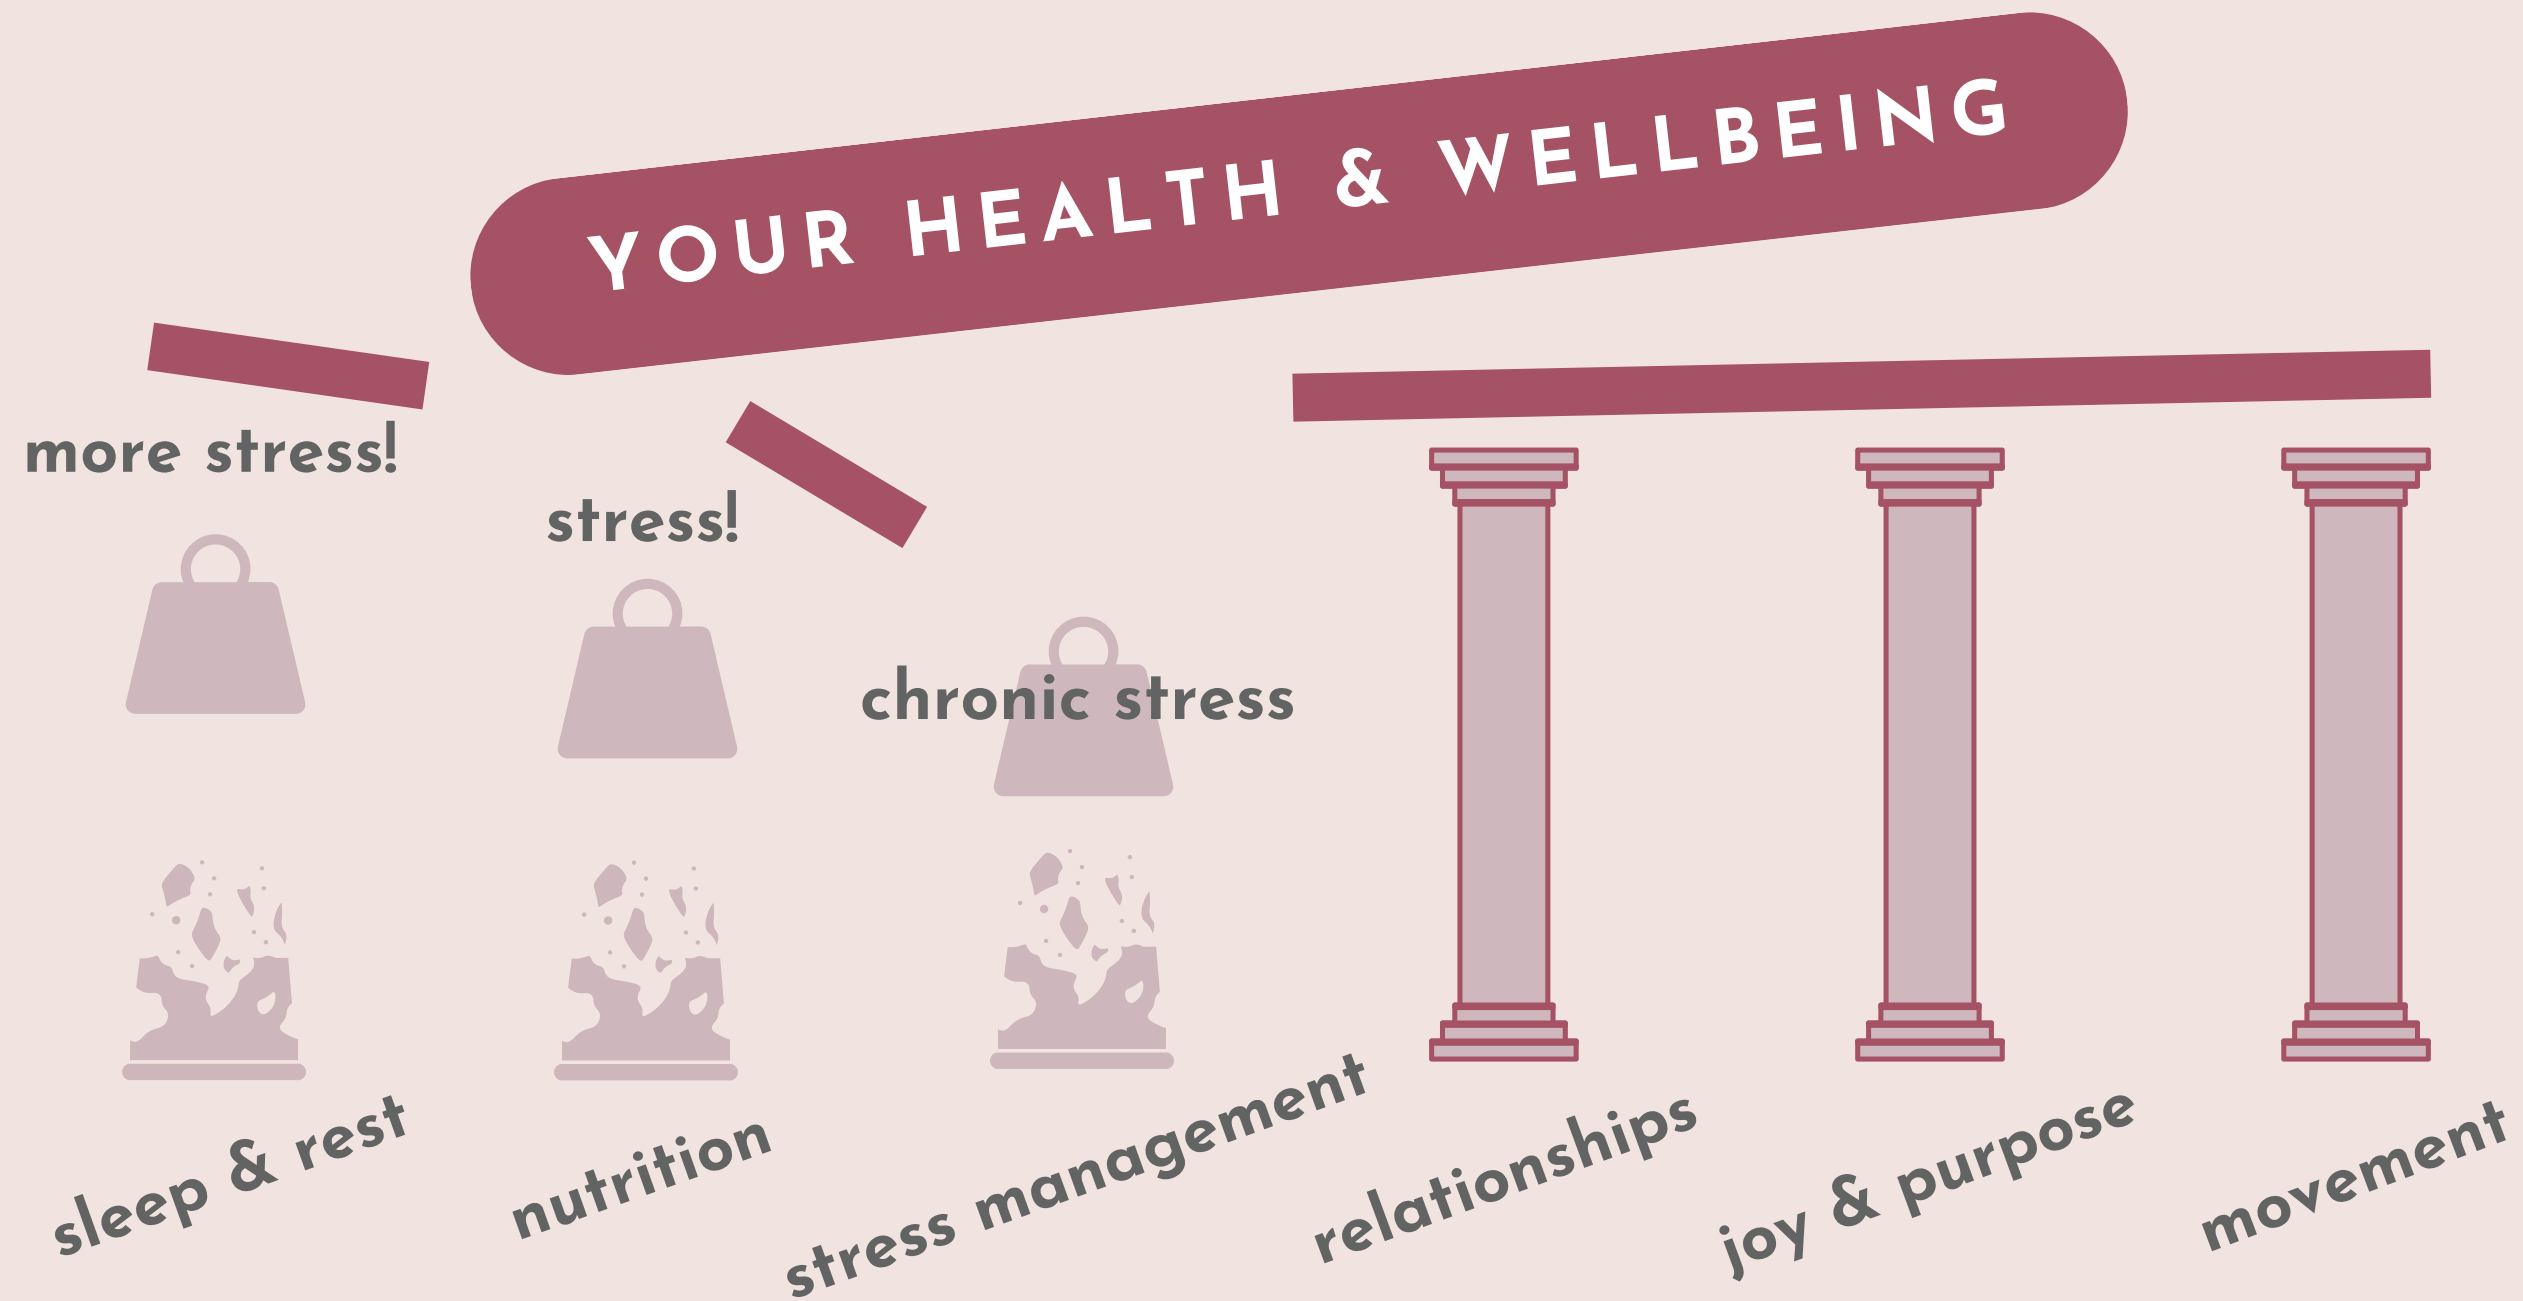 YOUR HEALTH & WELLBEING
more stress!
stress!
chronic stress
sleep & rest
nutrition
stress management
relationships
joy & purpose
movement